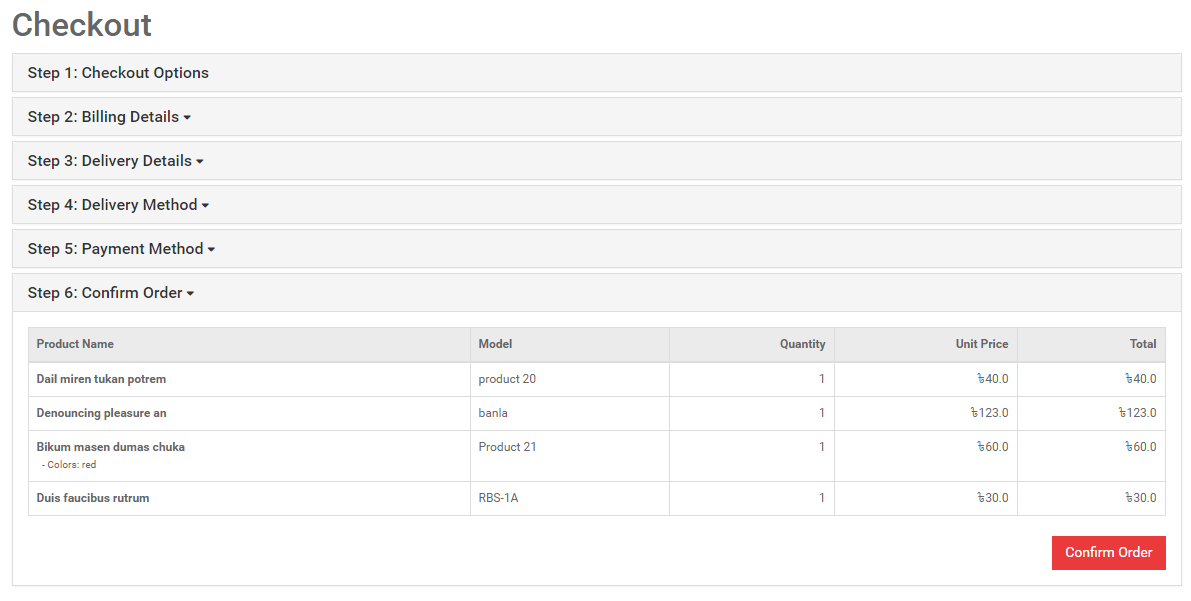 Checkout
Step 1: Checkout Options
Step 2: Billing Details
Step 3: Delivery Details
Step 4: Delivery Method
Step 5: Payment Method
Step 6: Confirm Order
Product Name Model Quantity Unit Price Total
Dail miren tukan potrem product 20 1 ৳40.0 ৳40.0
Denouncing pleasure an banla 1 ৳123.0 ৳123.0
Bikum masen dumas chuka Product 21 1 ৳60.0 ৳60.0
- Colors: red
Duis faucibus rutrum RBS-1A 1 ৳30.0 ৳30.0
Confirm Order